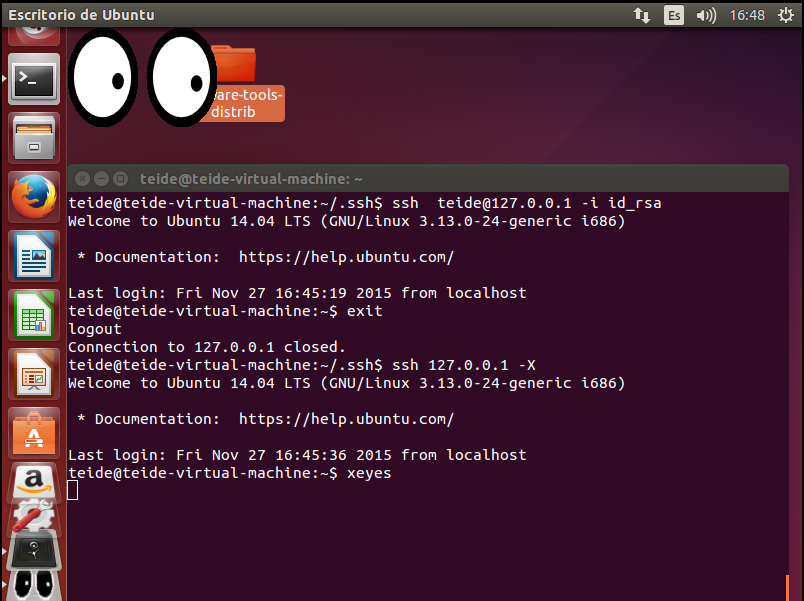 Escritorio de Ubuntu
Es
16:48
are-tools-
distrib
teide@teide-virtual-machine: ~
teide@teide-virtual-machine:~/.ssh$ ssh  teide@127.0.0.1 -i id_rsa
Welcome to Ubuntu 14.04 LTS (GNU/Linux 3.13.0-24-generic i686)
* Documentation:  https://help.ubuntu.com/
Last login: Fri Nov 27 16:45:19 2015 from localhost
teide@teide-virtual-machine:~$ exit
logout
Connection to 127.0.0.1 closed.
teide@teide-virtual-machine:~/.ssh$ ssh 127.0.0.1 -X
Welcome to Ubuntu 14.04 LTS (GNU/Linux 3.13.0-24-generic i686)
* Documentation:  https://help.ubuntu.com/
Last login: Fri Nov 27 16:45:36 2015 from localhost
teide@teide-virtual-machine:~$ xeyes